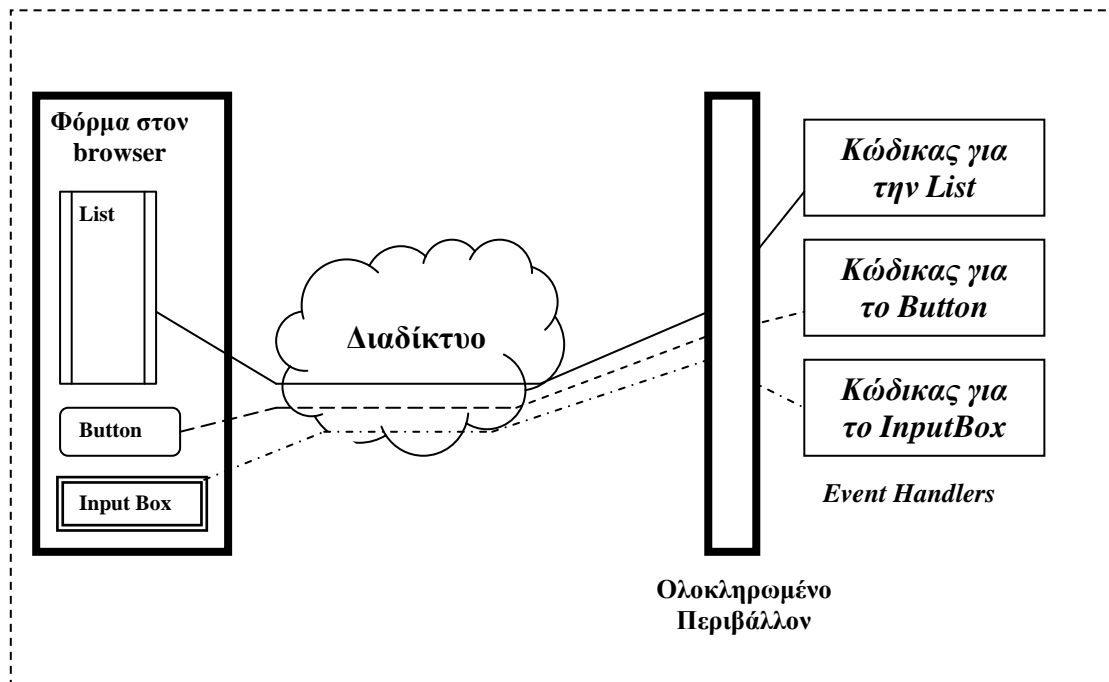 Φόρμα στον
browser
List
Button
Input Box
Διαδίκτυο
Ολοκληρωμένο
Περιβάλλον
Κώδικας για
την List
Κώδικας για
το Button
Κώδικας για
το InputBox
Event Handlers